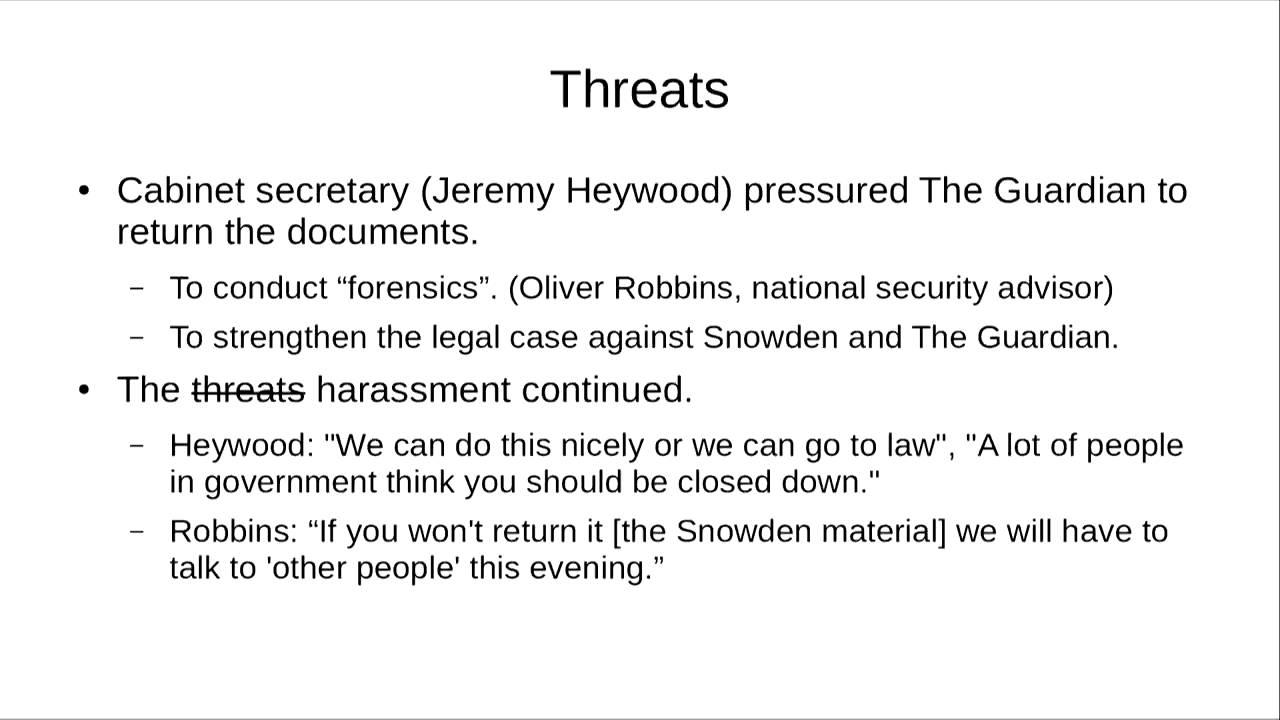 Threats
• Cabinet secretary (Jeremy Heywood) pressured The Guardian to
return the documents.
– To conduct “forensics”. (Oliver Robbins, national security advisor)
– To strengthen the legal case against Snowden and The Guardian.
• The threats harassment continued.
– Heywood: "We can do this nicely or we can go to law", "A lot of people
in government think you should be closed down."
– Robbins: “If you won't return it [the Snowden material] we will have to
talk to 'other people' this evening.”